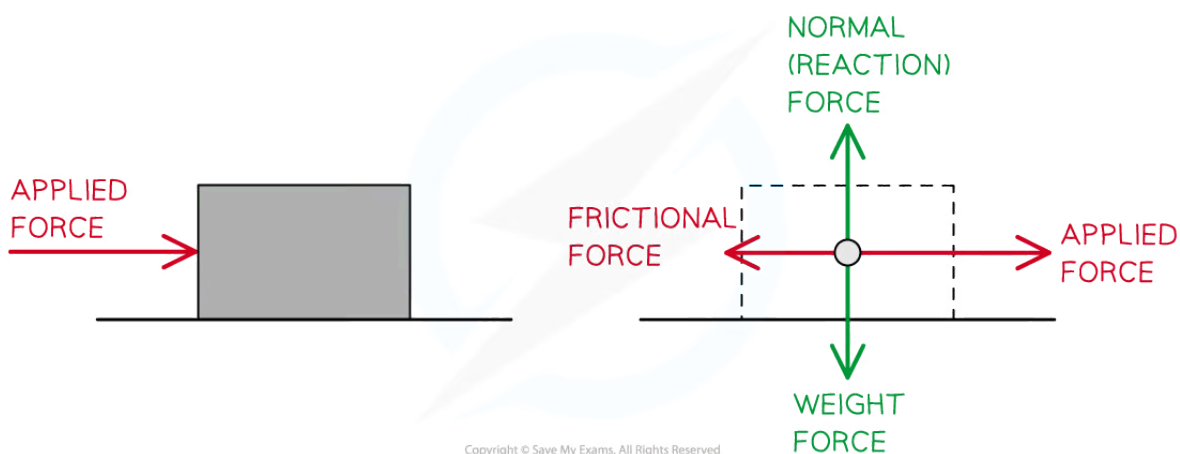 APPLIED
FORCE
NORMAL
(REACTION)
FORCE
FRICTIONAL
FORCE
APPLIED
FORCE
WEIGHT
FORCE
Copyright © Save My Exams. All Rights Reserved